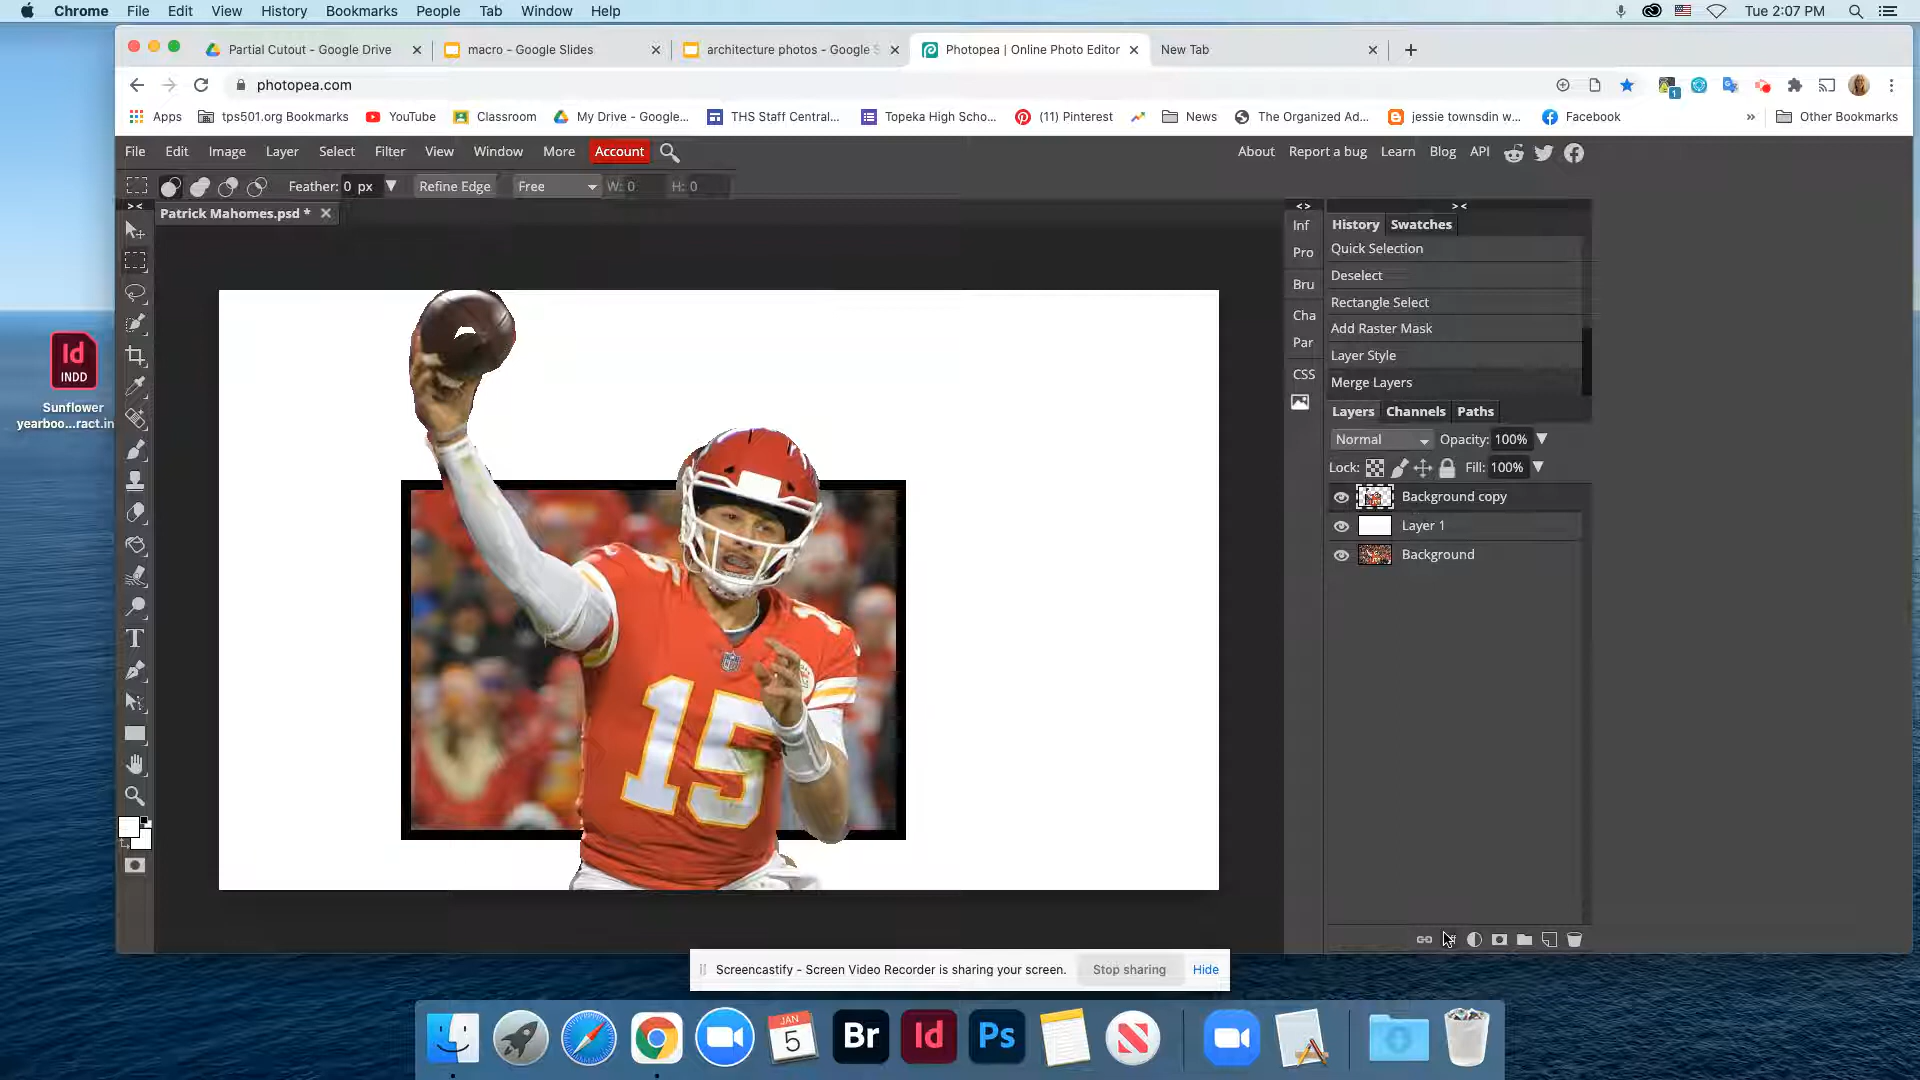 Chrome File Edit View History Bookmarks People Tab Window Help Tue 2:07 PM
Partial Cutout - Google Drive macro - Google Slides architecture photos - Google S Photopea | Online Photo Editor New Tab
photopea.com 1
Apps tps501.org Bookmarks YouTube Classroom My Drive - Google... THS Staff Central... Topeka High Scho... (11) Pinterest News The Organized Ad... jessie townsdin w... Facebook » Other Bookmarks
File Edit Image Layer Select Filter View Window More Account About Report a bug Learn Blog API
Feather: 0 px Refine Edge Free W: 0 H: 0
Patrick Mahomes.psd *
Inf
Pro
Bru
Cha
Par
CSS
History Swatches
Quick Selection
Deselect
Rectangle Select
Add Raster Mask
Layer Style
Merge Layers
Layers Channels Paths
Normal Opacity: 100%
Lock: Fill: 100%
Background copy
Layer 1
Background
Id
INDD
Sunflower
yearboo...ract.in
15
NFL
Screencastify - Screen Video Recorder is sharing your screen. Stop sharing Hide
JAN
5
Br Id Ps